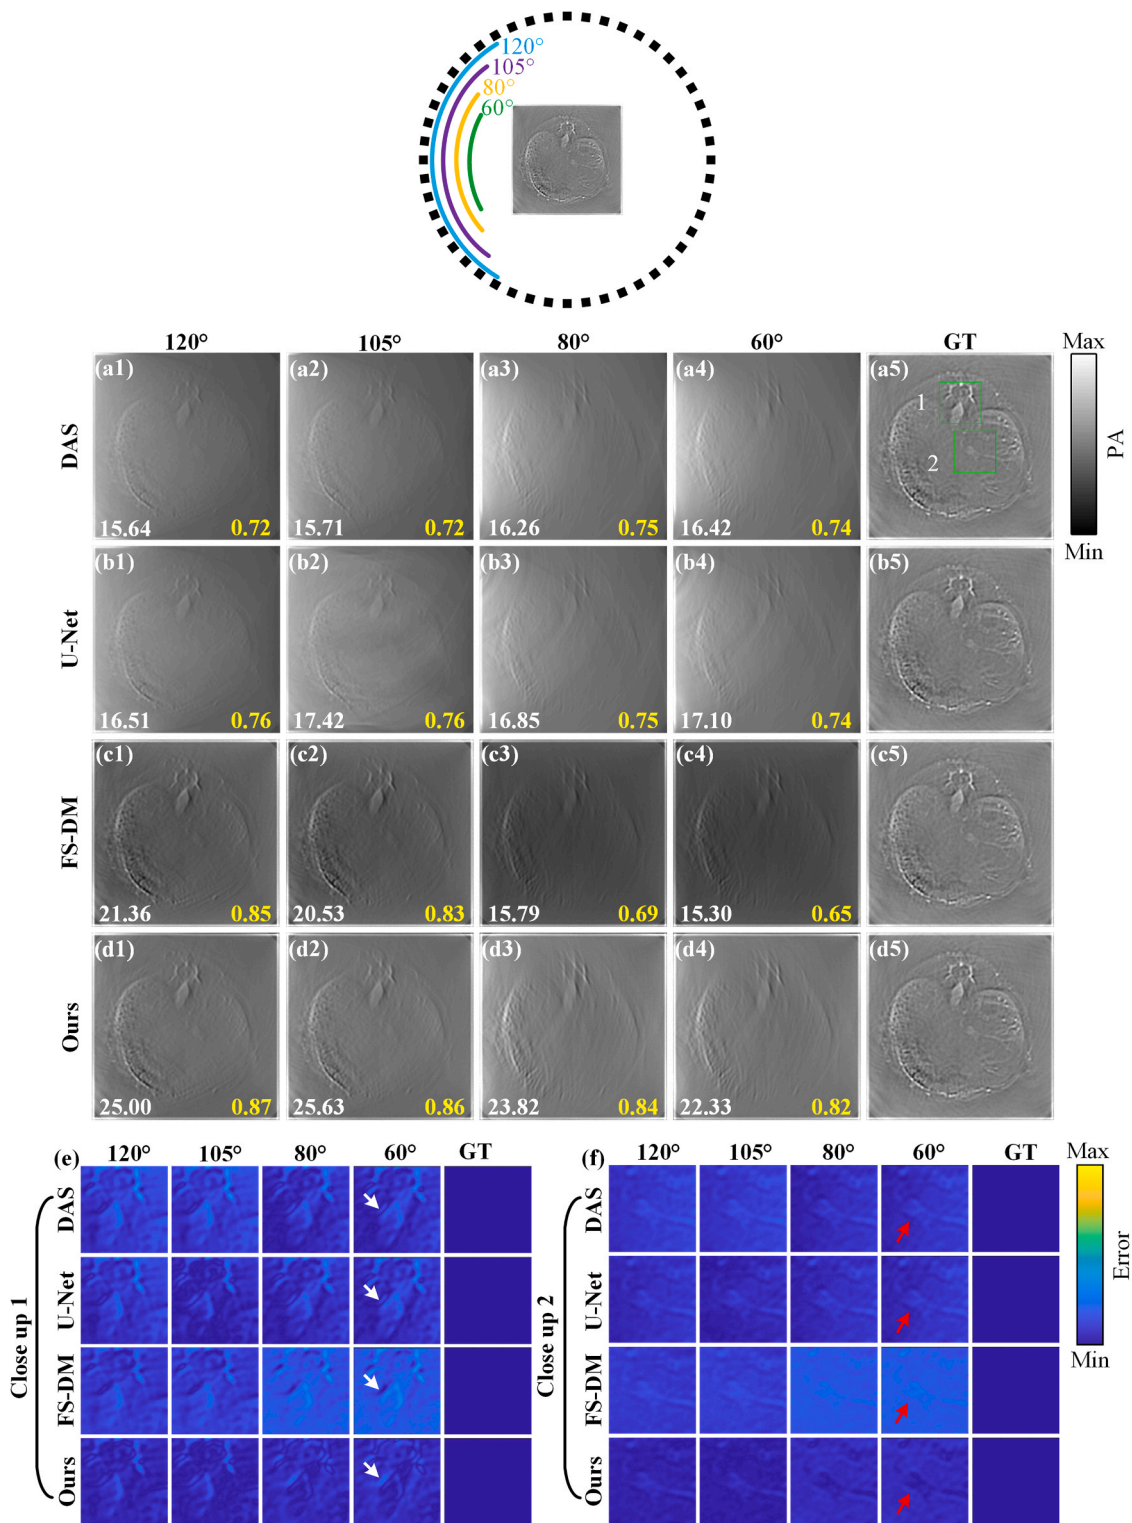 120°
105°
80°
60°
120° 105° 80° 60° GT Max
(a1) (a2) (a3) (a4) (a5)
1
2
DAS
PA
15.64 0.72 15.71 0.72 16.26 0.75 16.42 0.74
Min
(b1) (b2) (b3) (b4) (b5)
U-Net
16.51 0.76 17.42 0.76 16.85 0.75 17.10 0.74
(c1) (c2) (c3) (c4) (c5)
FS-DM
21.36 0.85 20.53 0.83 15.79 0.69 15.30 0.65
(d1) (d2) (d3) (d4) (d5)
Ours
25.00 0.87 25.63 0.86 23.82 0.84 22.33 0.82
(e) 120° 105° 80° 60° GT
Close up 1
DAS
U-Net
FS-DM
Ours
(f) 120° 105° 80° 60° GT
Close up 2
DAS
U-Net
FS-DM
Ours
Max
Error
Min